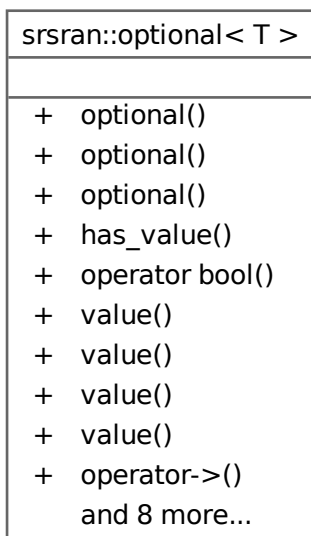 srsran::optional< T >
+ optional()
+ optional()
+ optional()
+ has_value()
+ operator bool()
+ value()
+ value()
+ value()
+ value()
+ operator->()
and 8 more...